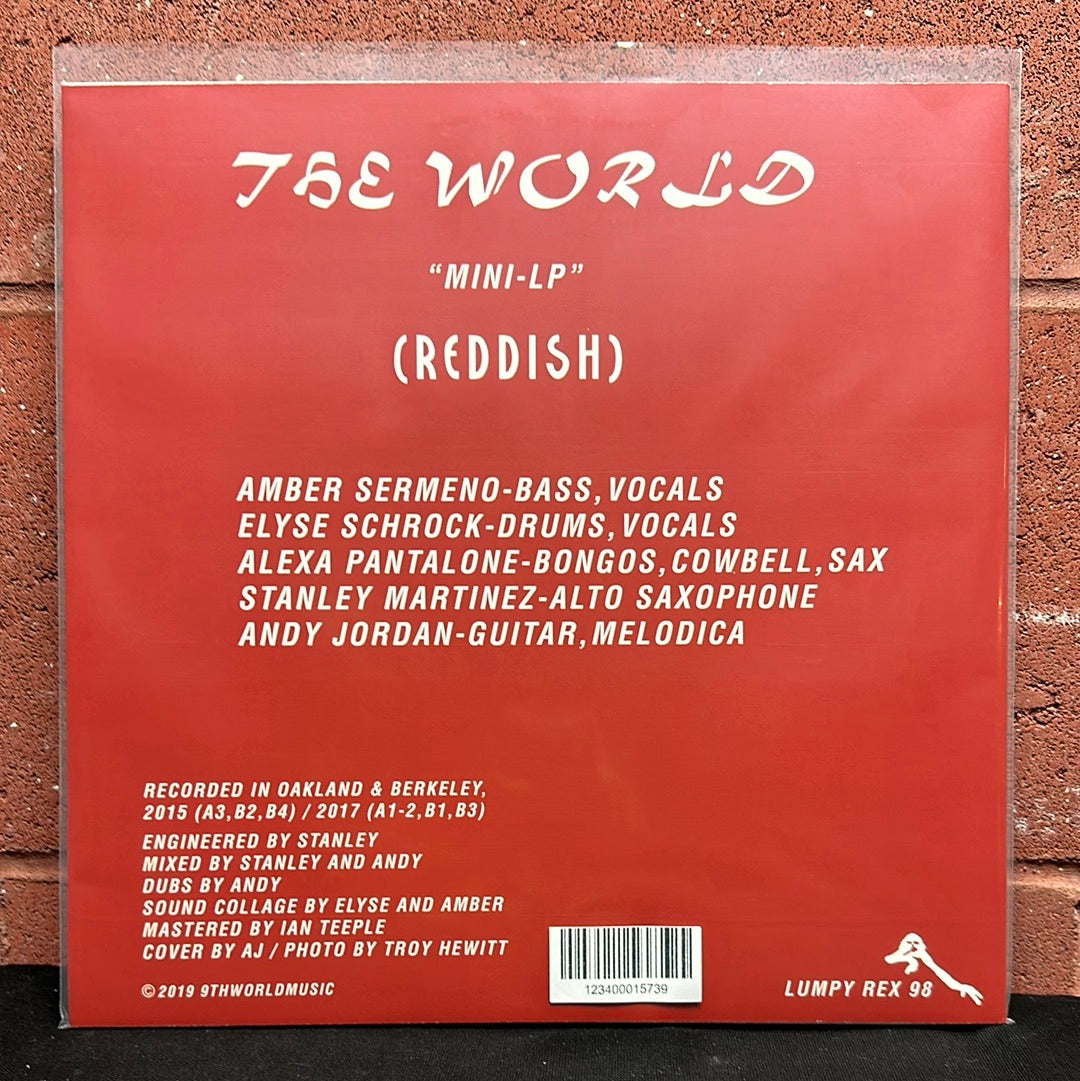 THE WORLD
“MINI-LP”
(REDDISH)
AMBER SERMENO-BASS,VOCALS
ELYSE SCHROCK-DRUMS,VOCALS
ALEXA PANTALONE-BONGOS,COWBELL,SAX
STANLEY MARTINEZ-ALTO SAXOPHONE
ANDY JORDAN-GUITAR,MELODICA
RECORDED IN OAKLAND & BERKELEY,
2015 (A3,B2,B4) / 2017 (A1-2,B1,B3)
ENGINEERED BY STANLEY
MIXED BY STANLEY AND ANDY
DUBS BY ANDY
SOUND COLLAGE BY ELYSE AND AMBER
MASTERED BY IAN TEEPLE
COVER BY AJ / PHOTO BY TROY HEWITT
©2019 9THWORLDMUSIC
123400015739
LUMPY REX 98